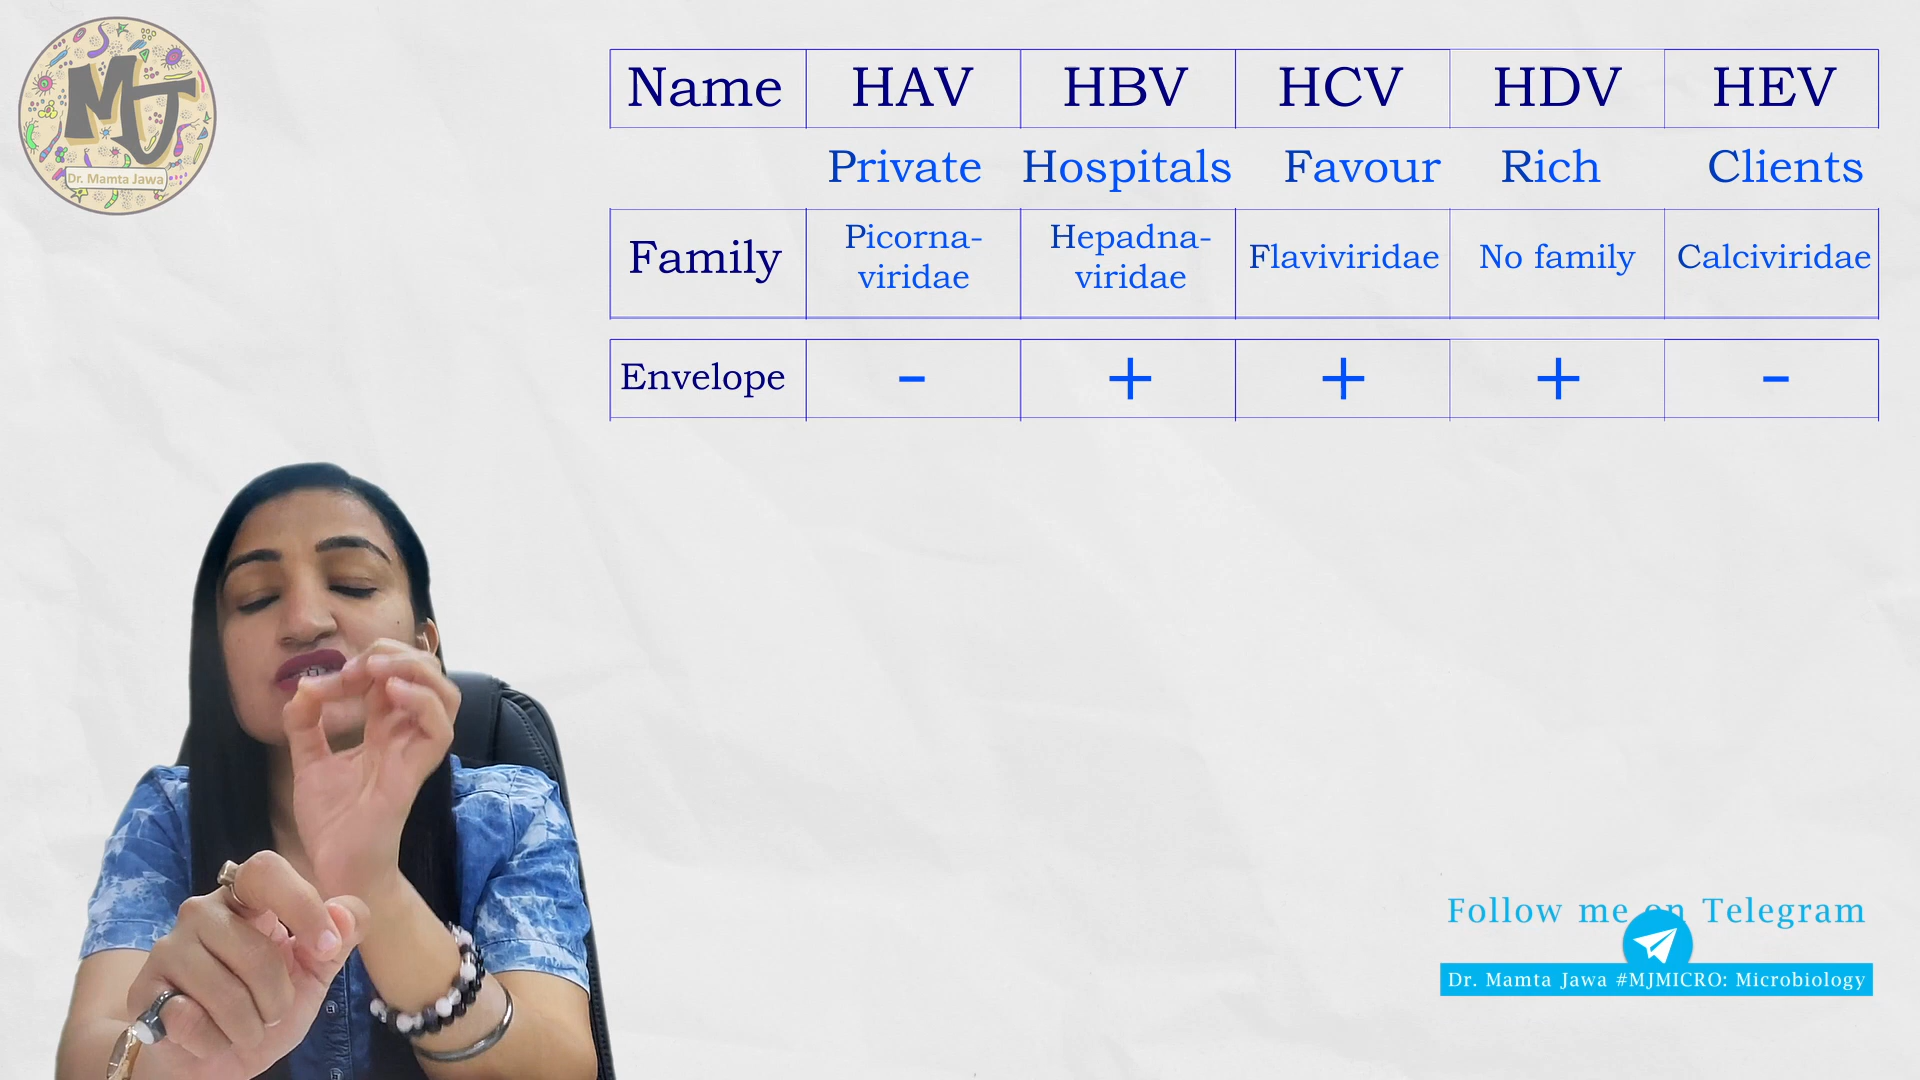 MJ
Dr. Mamta Jawa
Name HAV HBV HCV HDV HEV
Private Hospitals Favour Rich Clients
Family Picorna- Hepadna- Flaviviridae No family Calciviridae
viridae viridae
Envelope - + + + -
Follow me on Telegram
Dr. Mamta Jawa #MJMICRO: Microbiology